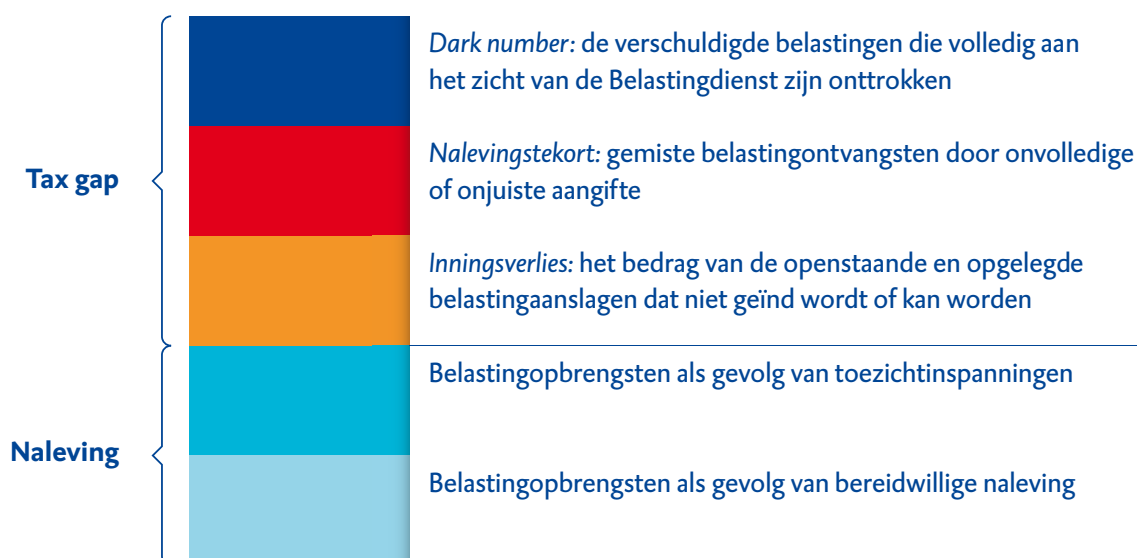 Tax gap
Dark number: de verschuldigde belastingen die volledig aan
het zicht van de Belastingdienst zijn onttrokken
Nalevingstekort: gemiste belastingontvangsten door onvolledige
of onjuiste aangifte
Inningsverlies: het bedrag van de openstaande en opgelegde
belastingaanslagen dat niet geïnd wordt of kan worden
Naleving
Belastingopbrengsten als gevolg van toezichtinspanningen
Belastingopbrengsten als gevolg van bereidwillige naleving